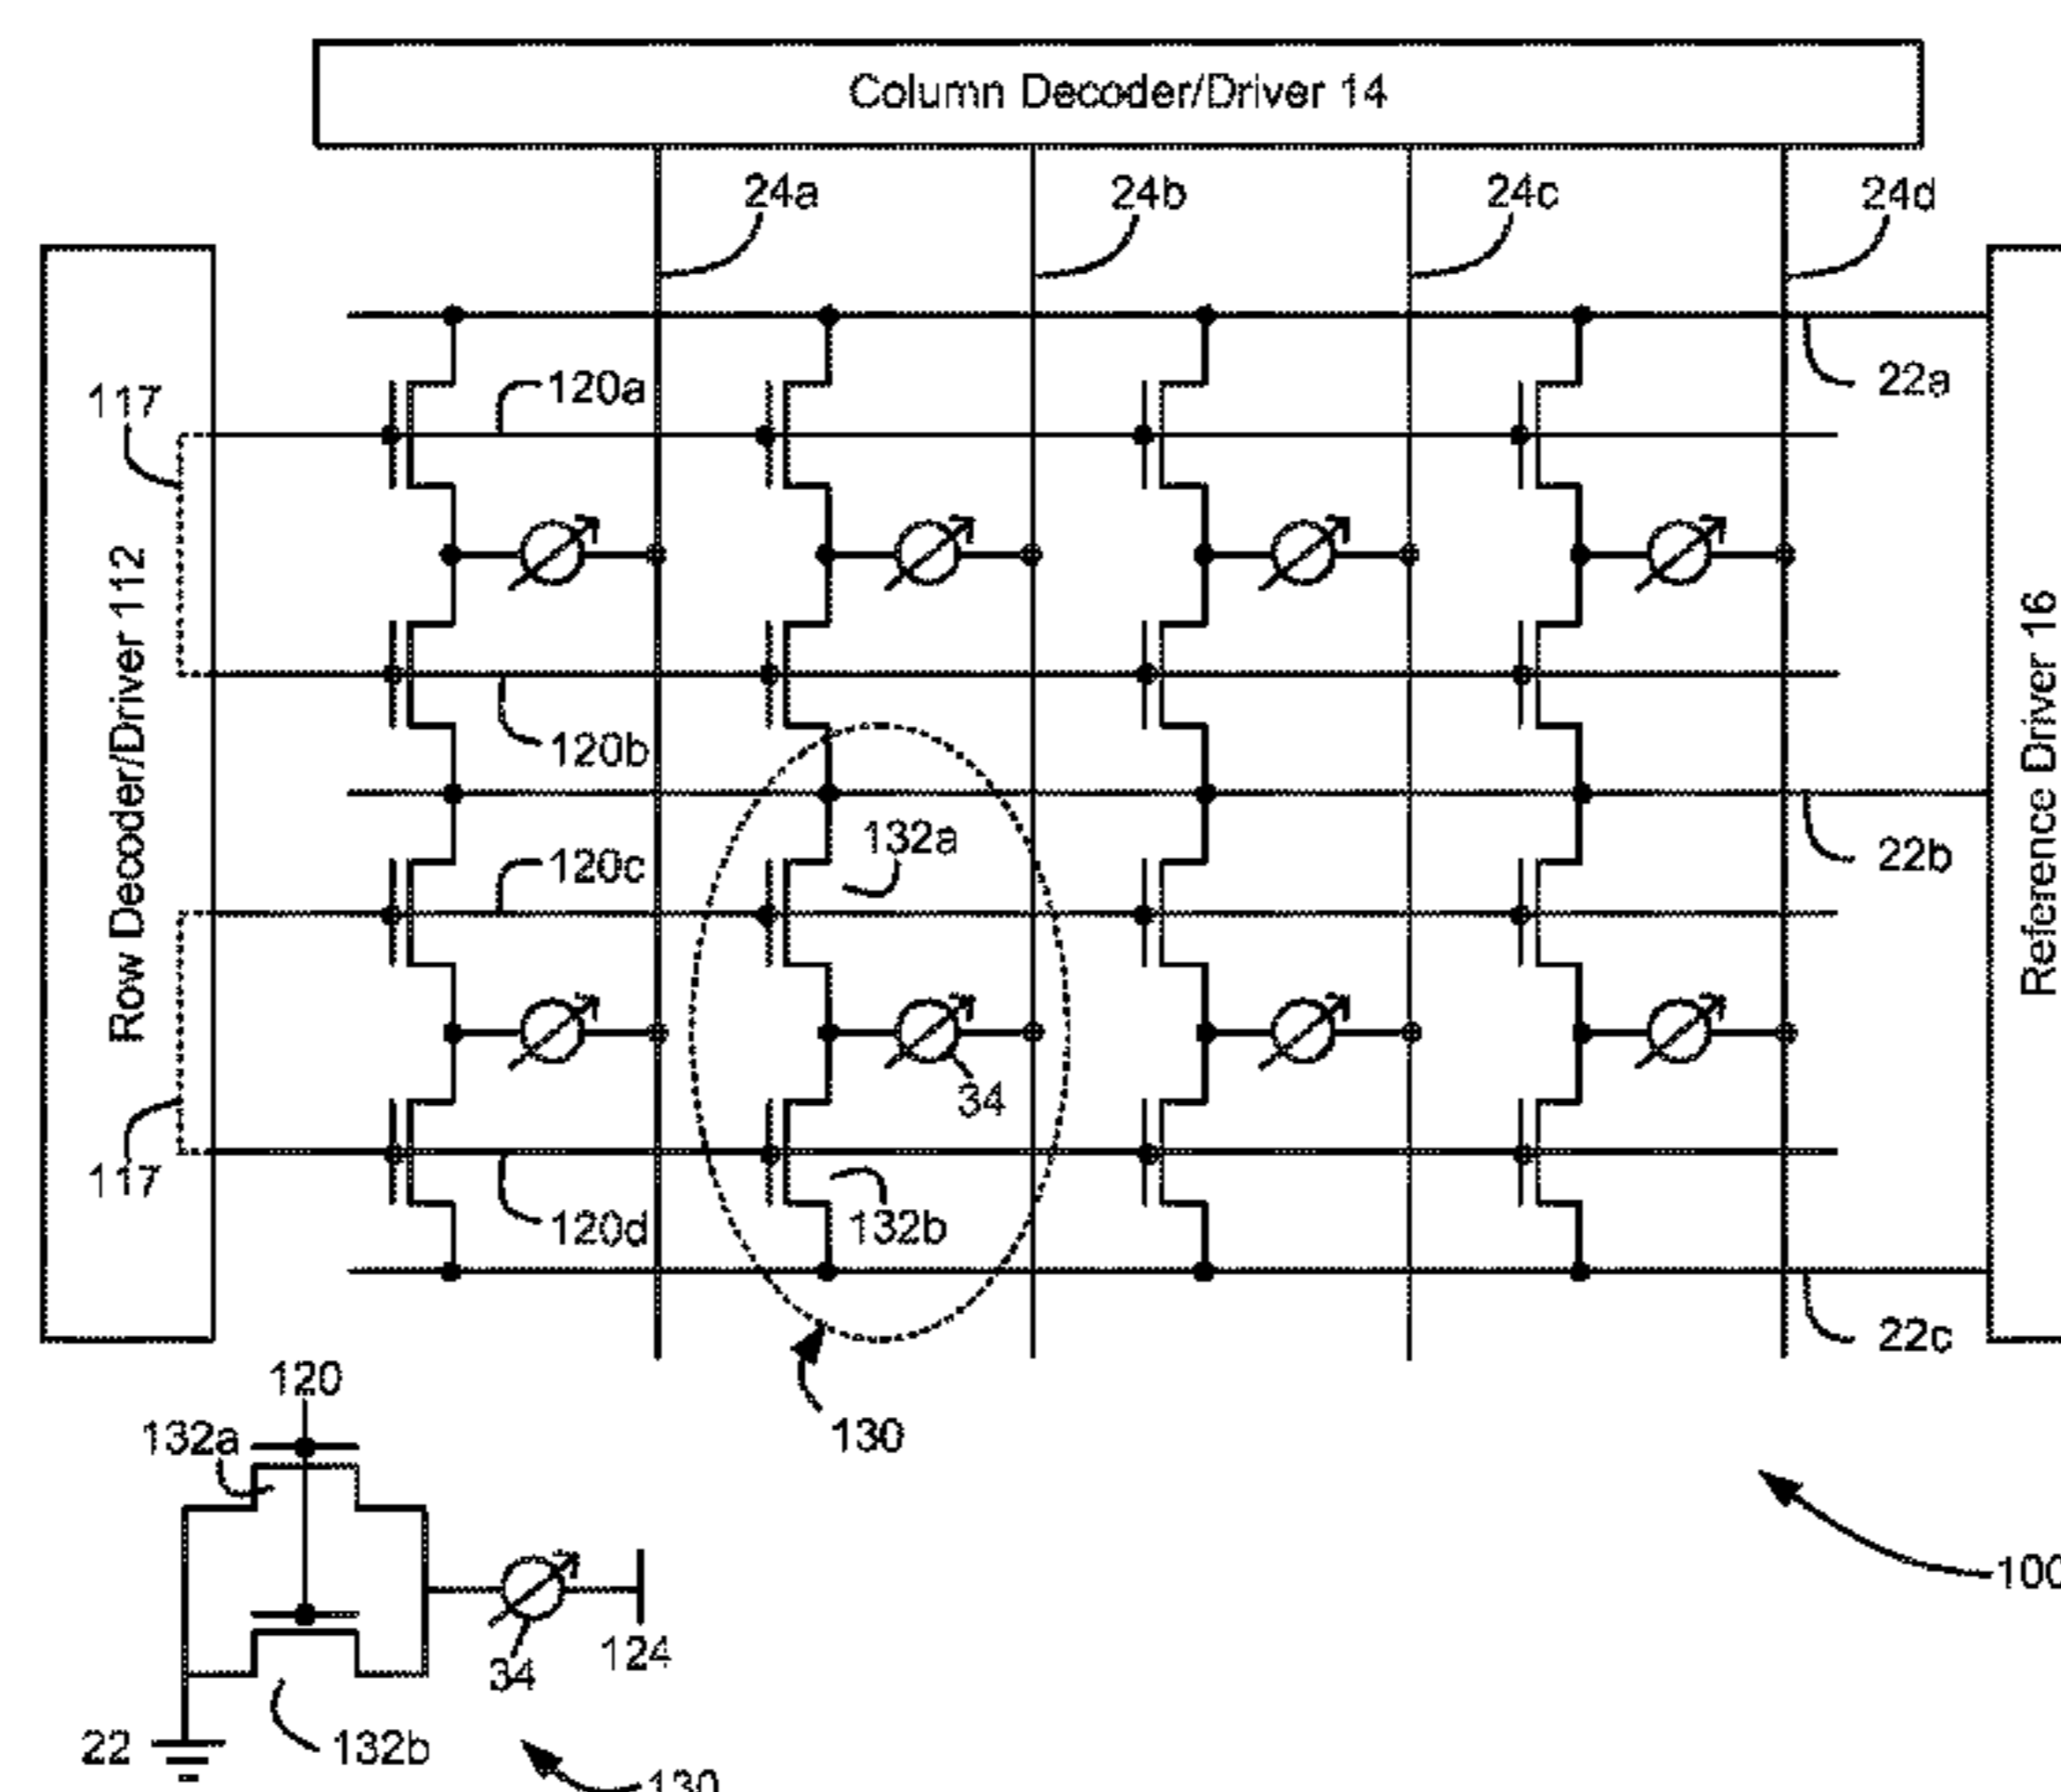 Column Decoder/Driver 14
24a
24b
24c
24d
117
120a
22a
Row Decoder/Driver 112
Reference Driver 16
120b
132a
22b
120c
34
117
120d
132b
22c
120
132a
130
100
34
124
22
132b
130